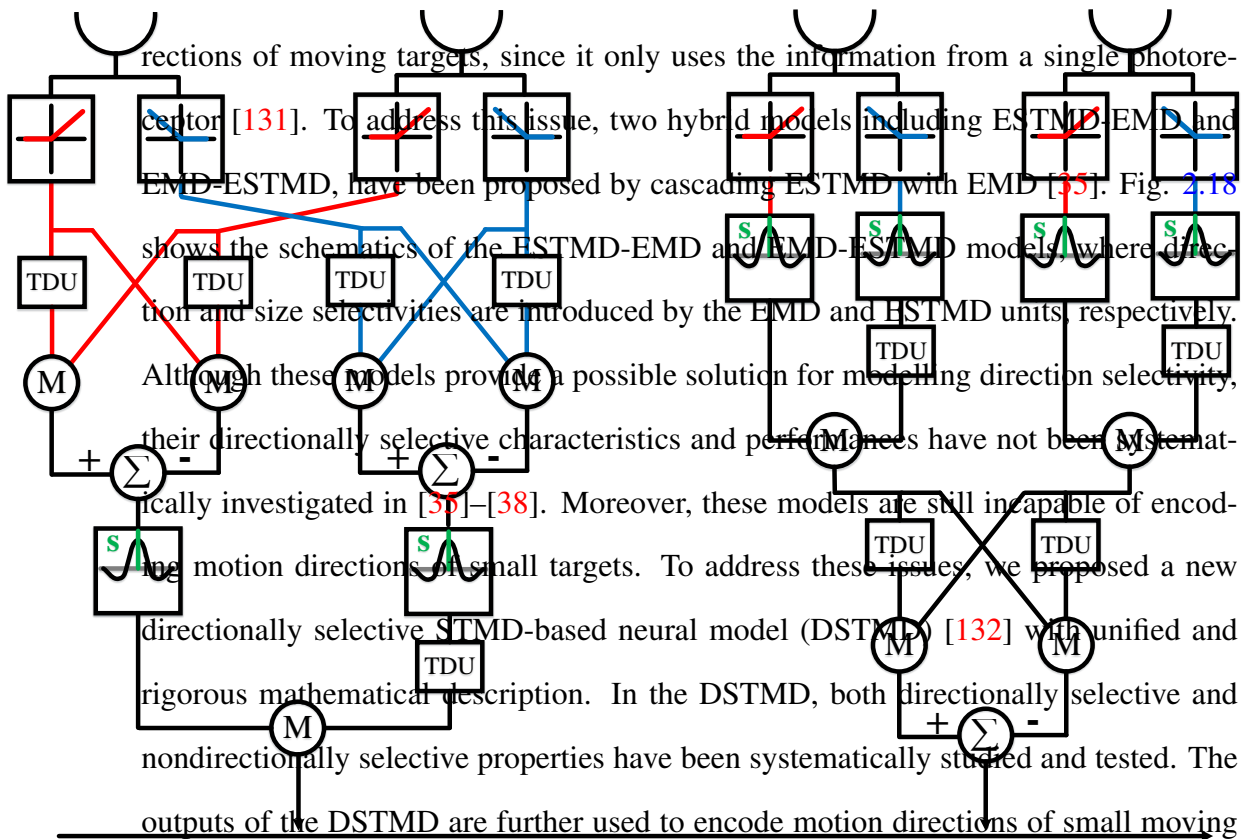 rections of moving targets, since it only uses the information from a single photore-
ceptor [131]. To address this issue, two hybrid models including ESTMD-EMD and
EMD-ESTMD, have been proposed by cascading ESTMD with EMD [35]. Fig. 2.18
shows the schematics of the ESTMD-EMD and EMD-ESTMD models, where direc-
tion and size selectivities are introduced by the EMD and ESTMD units, respectively.
Although these models provide a possible solution for modelling direction selectivity,
their directionally selective characteristics and performances have not been systemat-
ically investigated in [35]–[38]. Moreover, these models are still incapable of encod-
ing motion directions of small targets. To address these issues, we proposed a new
directionally selective STMD-based neural model (DSTMD) [132] with unified and
rigorous mathematical description. In the DSTMD, both directionally selective and
nondirectionally selective properties have been systematically studied and tested. The
outputs of the DSTMD are further used to encode motion directions of small moving
S S S S
TDU TDU TDU TDU
TDU TDU
M M M M
M M
+ Σ - + Σ -
S S
TDU TDU
TDU
M M
M
+ Σ -